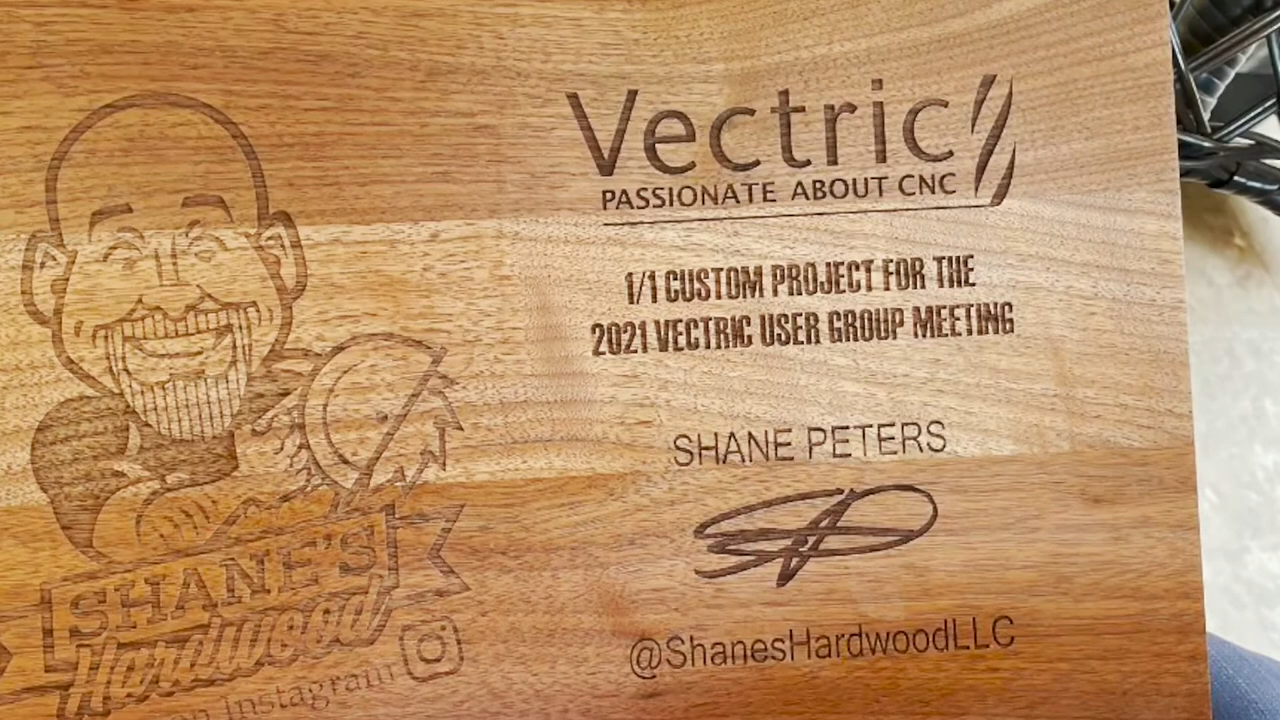 Vectric
PASSIONATE ABOUT CNC
1/1 CUSTOM PROJECT FOR THE
2021 VECTRIC USER GROUP MEETING
SHANE PETERS
@ShanesHardwoodLLC
SHANE'S
Hardwood
on Instagram